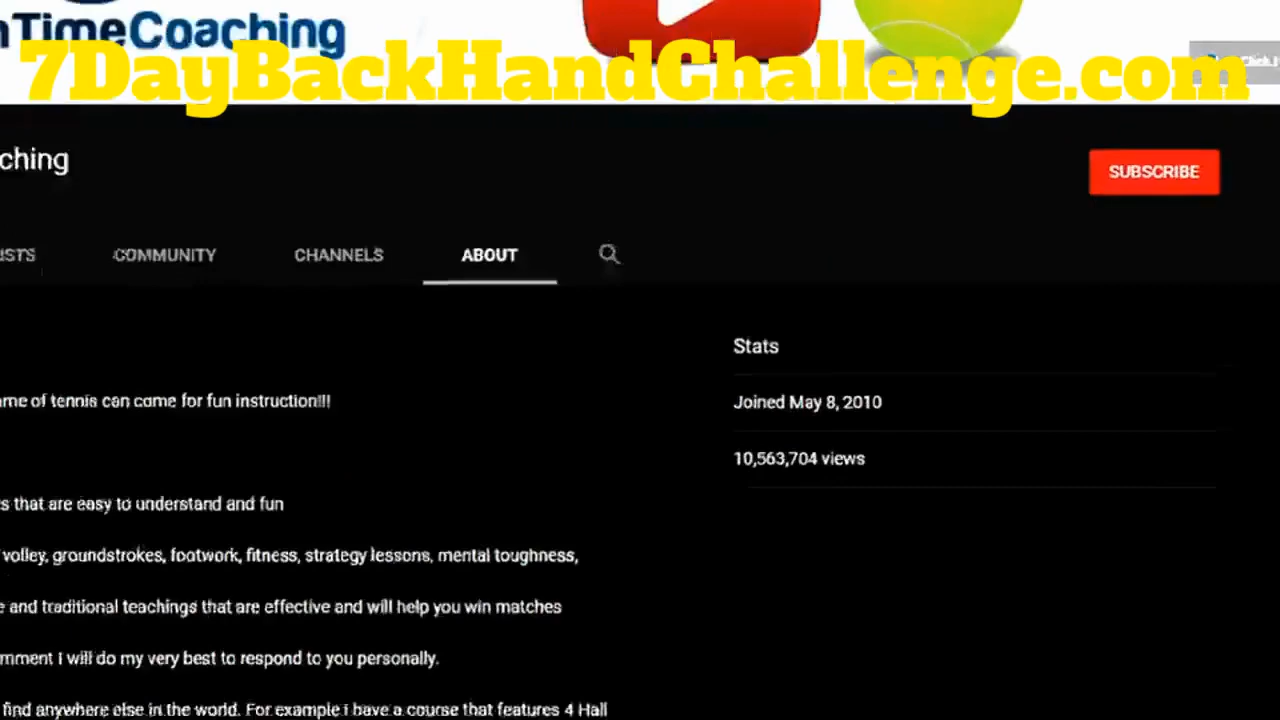 TimeCoaching
7DayBackHandChallenge.com
ching
SUBSCRIBE
COMMUNITY CHANNELS ABOUT
Stats
Joined May 8, 2010
10,563,704 views
me of tennis can come for fun instruction!!!
s that are easy to understand and fun
volley, groundstrokes, footwork, fitness, strategy lessons, mental toughness,
e and traditional teachings that are effective and will help you win matches
mment I will do my very best to respond to you personally.
find anywhere else in the world. For example i have a course that features 4 Hall